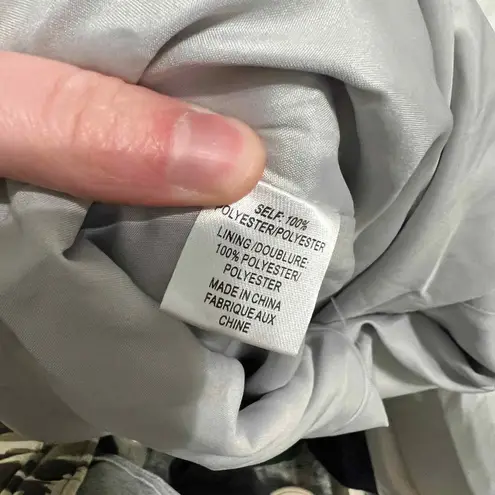 SELF: 100%
POLYESTER/POLYESTER
LINING/DOUBLURE:
100% POLYESTER/
POLYESTER
MADE IN CHINA
FABRIQUE AUX
CHINE